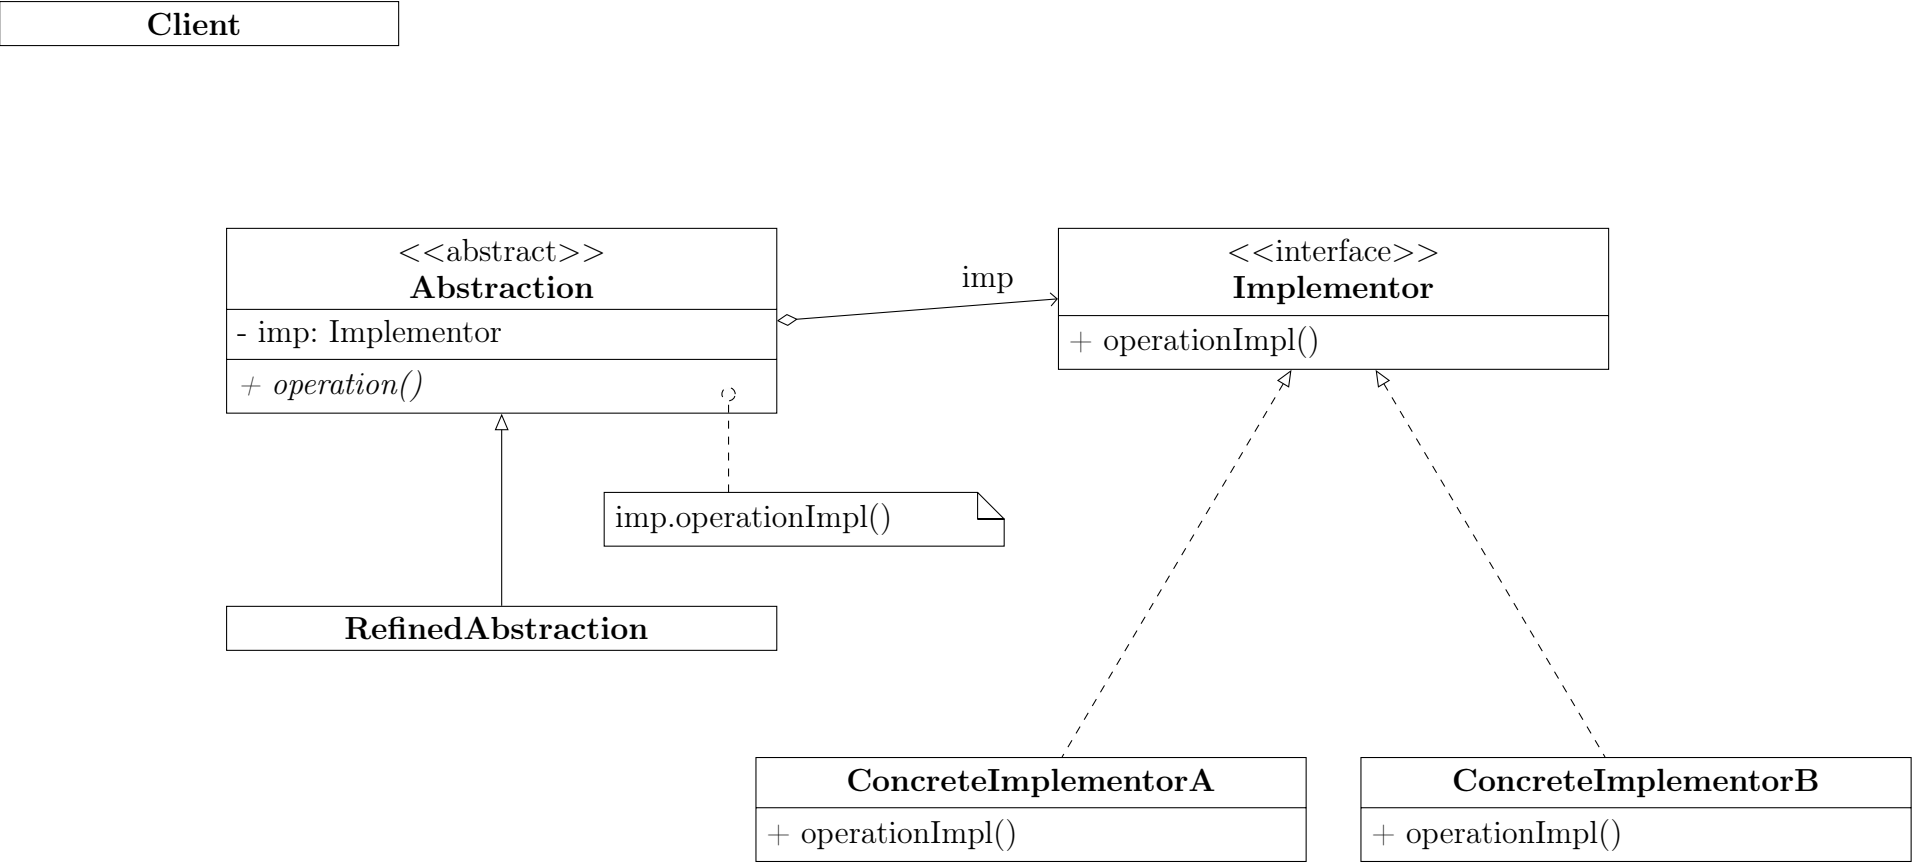 Client
<<abstract>>
Abstraction
- imp: Implementor
+ operation()
imp
<<interface>>
Implementor
+ operationImpl()
imp.operationImpl()
RefinedAbstraction
ConcreteImplementorA
+ operationImpl()
ConcreteImplementorB
+ operationImpl()